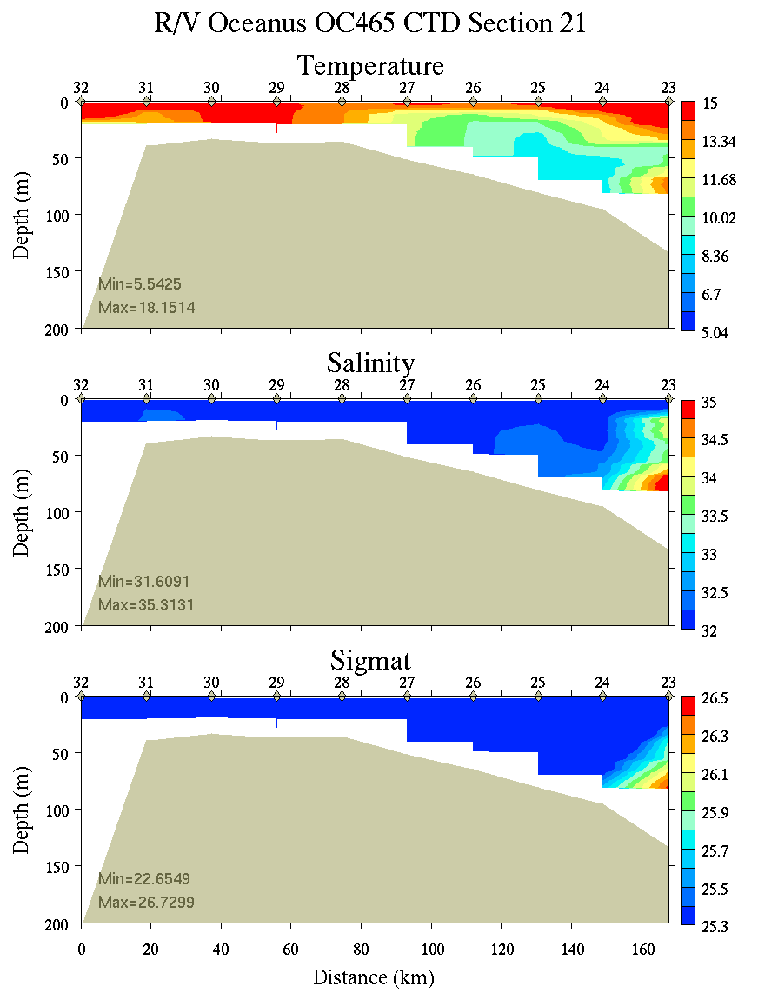 R/V Oceanus OC465 CTD Section 21
Temperature
32 31 30 29 28 27 26 25 24 23
0
50
100
150
200
Depth (m)
Min=5.5425
Max=18.1514
15
13.34
11.68
10.02
8.36
6.7
5.04
Salinity
32 31 30 29 28 27 26 25 24 23
0
50
100
150
200
Depth (m)
Min=31.6091
Max=35.3131
35
34.5
34
33.5
33
32.5
32
Sigmat
32 31 30 29 28 27 26 25 24 23
0
50
100
150
200
Depth (m)
Min=22.6549
Max=26.7299
26.5
26.3
26.1
25.9
25.7
25.5
25.3
0 20 40 60 80 100 120 140 160
Distance (km)